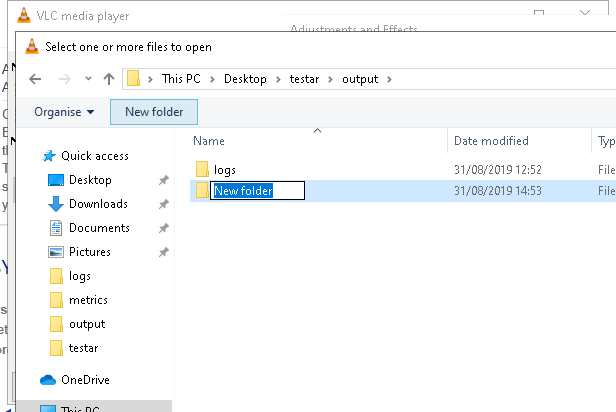 VLC media player
Adjustments and Effects
Select one or more files to open
This PC > Desktop > testar > output >
Organise New folder
Name Date modified Typ
Quick access
logs 31/08/2019 12:52 File
Desktop
New folder 31/08/2019 14:53 File
Downloads
Documents
Pictures
logs
metrics
output
testar
OneDrive
This PC